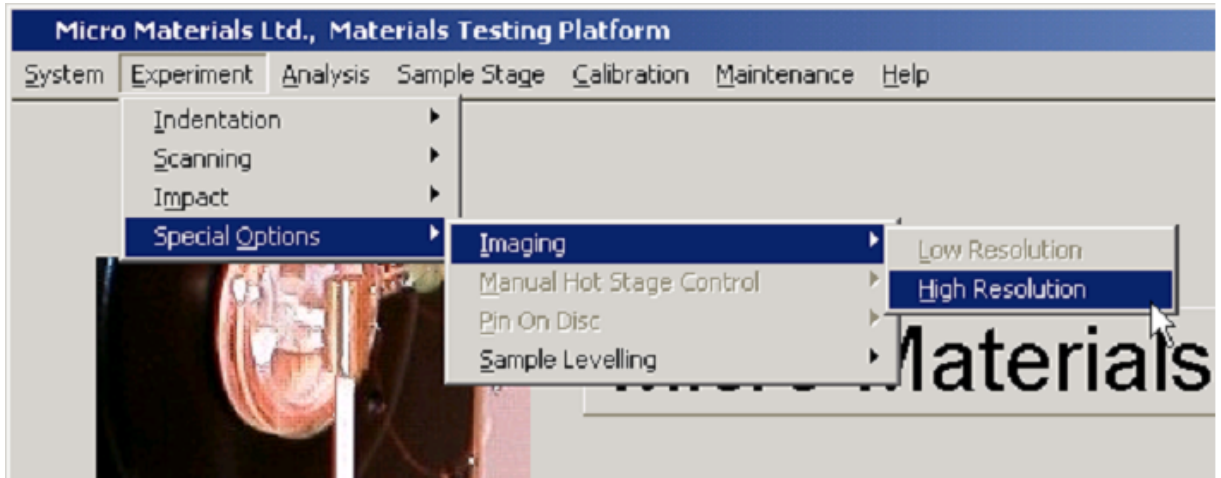 Micro Materials Ltd., Materials Testing Platform
System Experiment Analysis Sample Stage Calibration Maintenance Help
Indentation
Scanning
Impact
Special Options
Imaging
Manual Hot Stage Control
Pin On Disc
Sample Levelling
Low Resolution
High Resolution
Materials